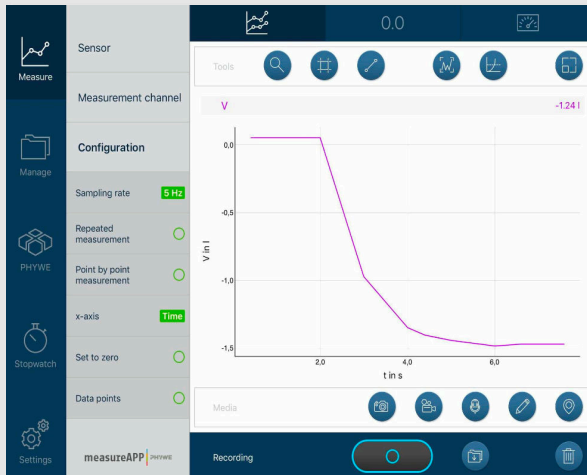 0.0
Measure
Sensor
Tools
Measurement channel
V
-1.24 l
Configuration
Manage
Sampling rate
5 Hz
Repeated
measurement
PHYWE
Point by point
measurement
x-axis
Time
Stopwatch
Set to zero
Data points
0,0
-0,5
-1,0
-1,5
V in l
2,0
4,0
6,0
t in s
Media
Settings
measureAPP PHYWE
Recording